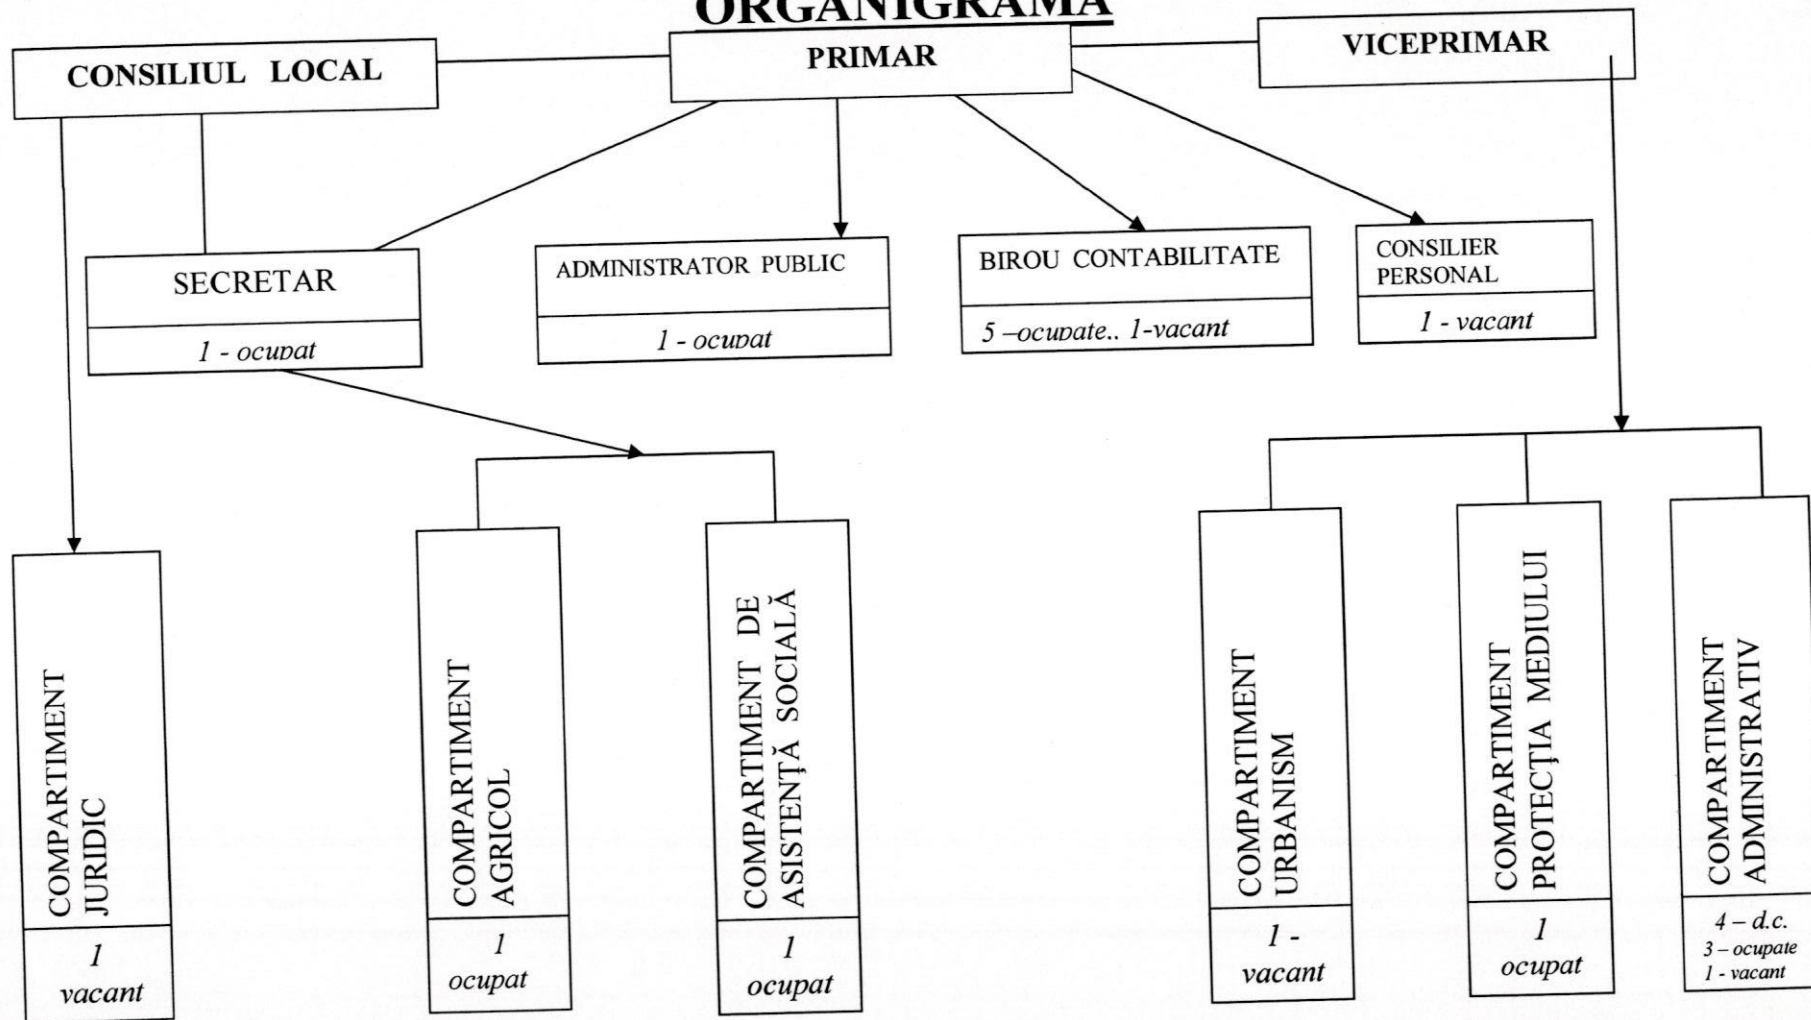 ORGANIGRAMA
CONSILIUL LOCAL
PRIMAR
VICEPRIMAR
SECRETAR
1 - ocupat
ADMINISTRATOR PUBLIC
1 - ocupat
BIROU CONTABILITATE
5 –ocupate.. 1-vacant
CONSILIER
PERSONAL
1 - vacant
COMPARTIMENT
JURIDIC
1
vacant
COMPARTIMENT
AGRICOL
1
ocupat
COMPARTIMENT DE
ASISTENŢĂ SOCIALĂ
1
ocupat
COMPARTIMENT
URBANISM
1 -
vacant
COMPARTIMENT
PROTECŢIA MEDIULUI
1
ocupat
COMPARTIMENT
ADMINISTRATIV
4 – d.c.
3 – ocupate
1 - vacant